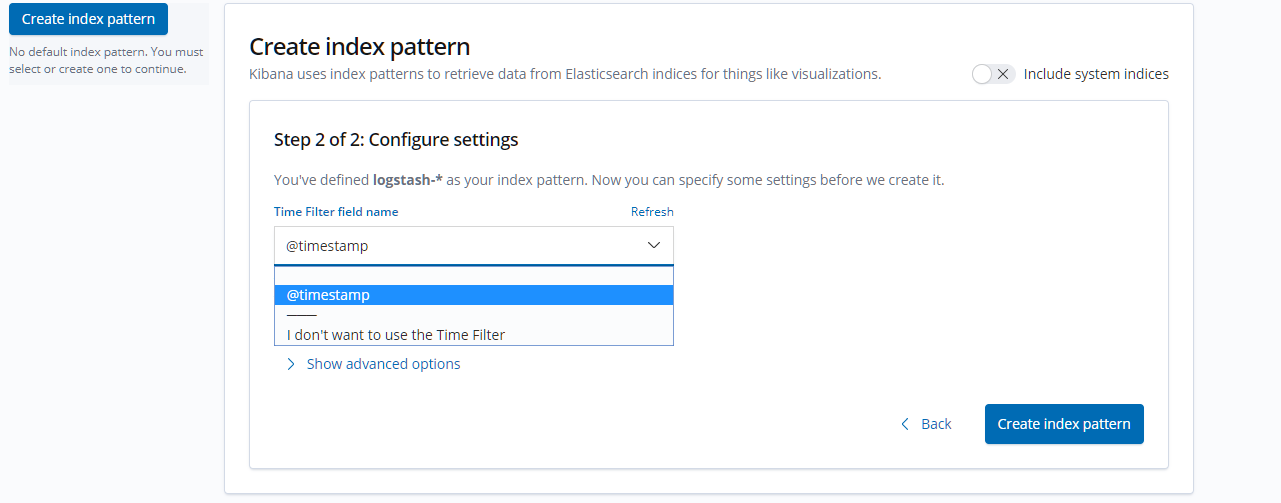 Create index pattern
No default index pattern. You must
select or create one to continue.
Create index pattern
Kibana uses index patterns to retrieve data from Elasticsearch indices for things like visualizations.
Include system indices
Step 2 of 2: Configure settings
You've defined logstash-* as your index pattern. Now you can specify some settings before we create it.
Time Filter field name
Refresh
@timestamp
@timestamp
I don't want to use the Time Filter
Show advanced options
Back
Create index pattern